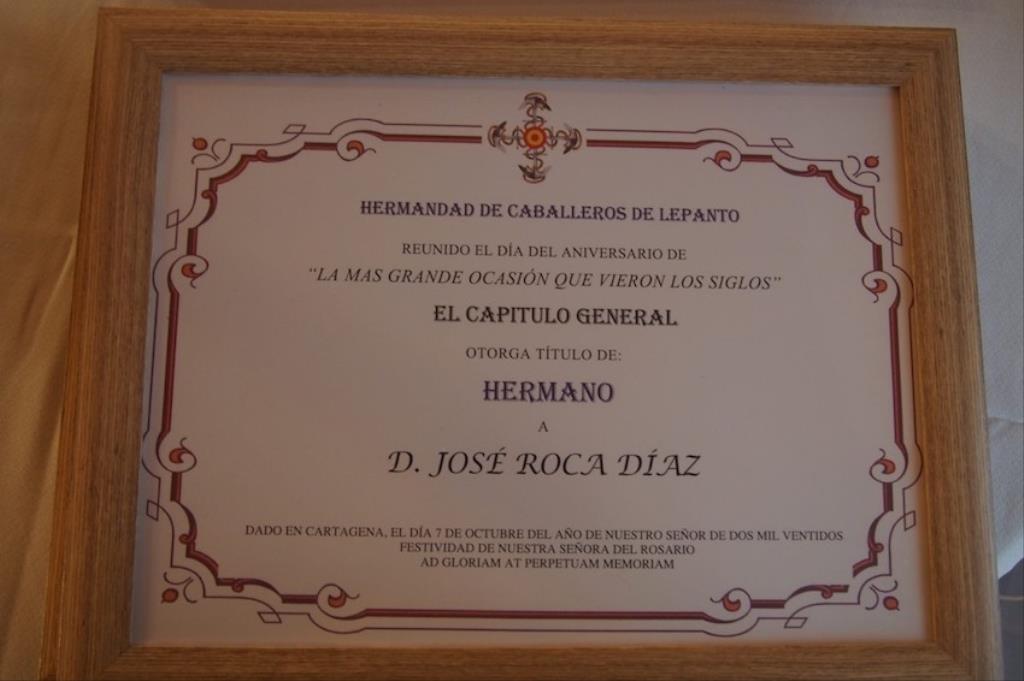 HERMANDAD DE CABALLEROS DE LEPANTO
REUNIDO EL DÍA DEL ANIVERSARIO DE
“LA MAS GRANDE OCASIÓN QUE VIERON LOS SIGLOS”
EL CAPITULO GENERAL
OTORGA TÍTULO DE:
HERMANO
A
D. JOSÉ ROCA DÍAZ
DADO EN CARTAGENA, EL DÍA 7 DE OCTUBRE DEL AÑO DE NUESTRO SEÑOR DE DOS MIL VENTIDOS
FESTIVIDAD DE NUESTRA SEÑORA DEL ROSARIO
AD GLORIAM AT PERPETUAM MEMORIAM